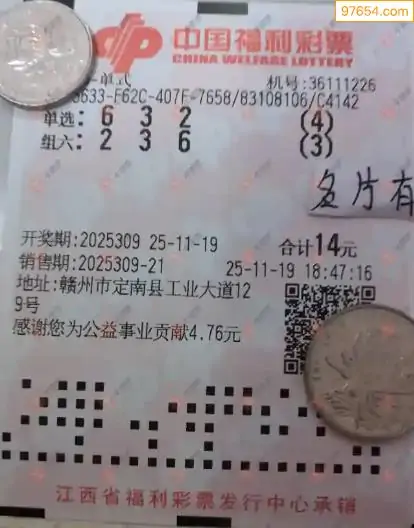 97654.com
中国福利彩票
CHINA WELFARE LOTTERY
单式
机号:36111226
6633-F62C-407F-7658/83108106/C4142
单选: 6 3 2 (4)
组六: 2 3 6 (3)
名片有
开奖期:2025309 25-11-19 合计14元
销售期:2025309-21 25-11-19 18:47:16
地址:赣州市定南县工业大道12
9号
感谢您为公益事业贡献4.76元
江西省福利彩票发行中心承销